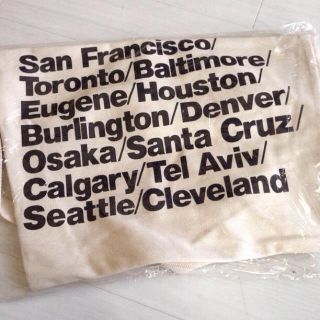 San Francisco/
Toronto/Baltimore/
Eugene/Houston/
Burlington/Denver/
Osaka/Santa Cruz/
Calgary/Tel Aviv/
Seattle/Cleveland